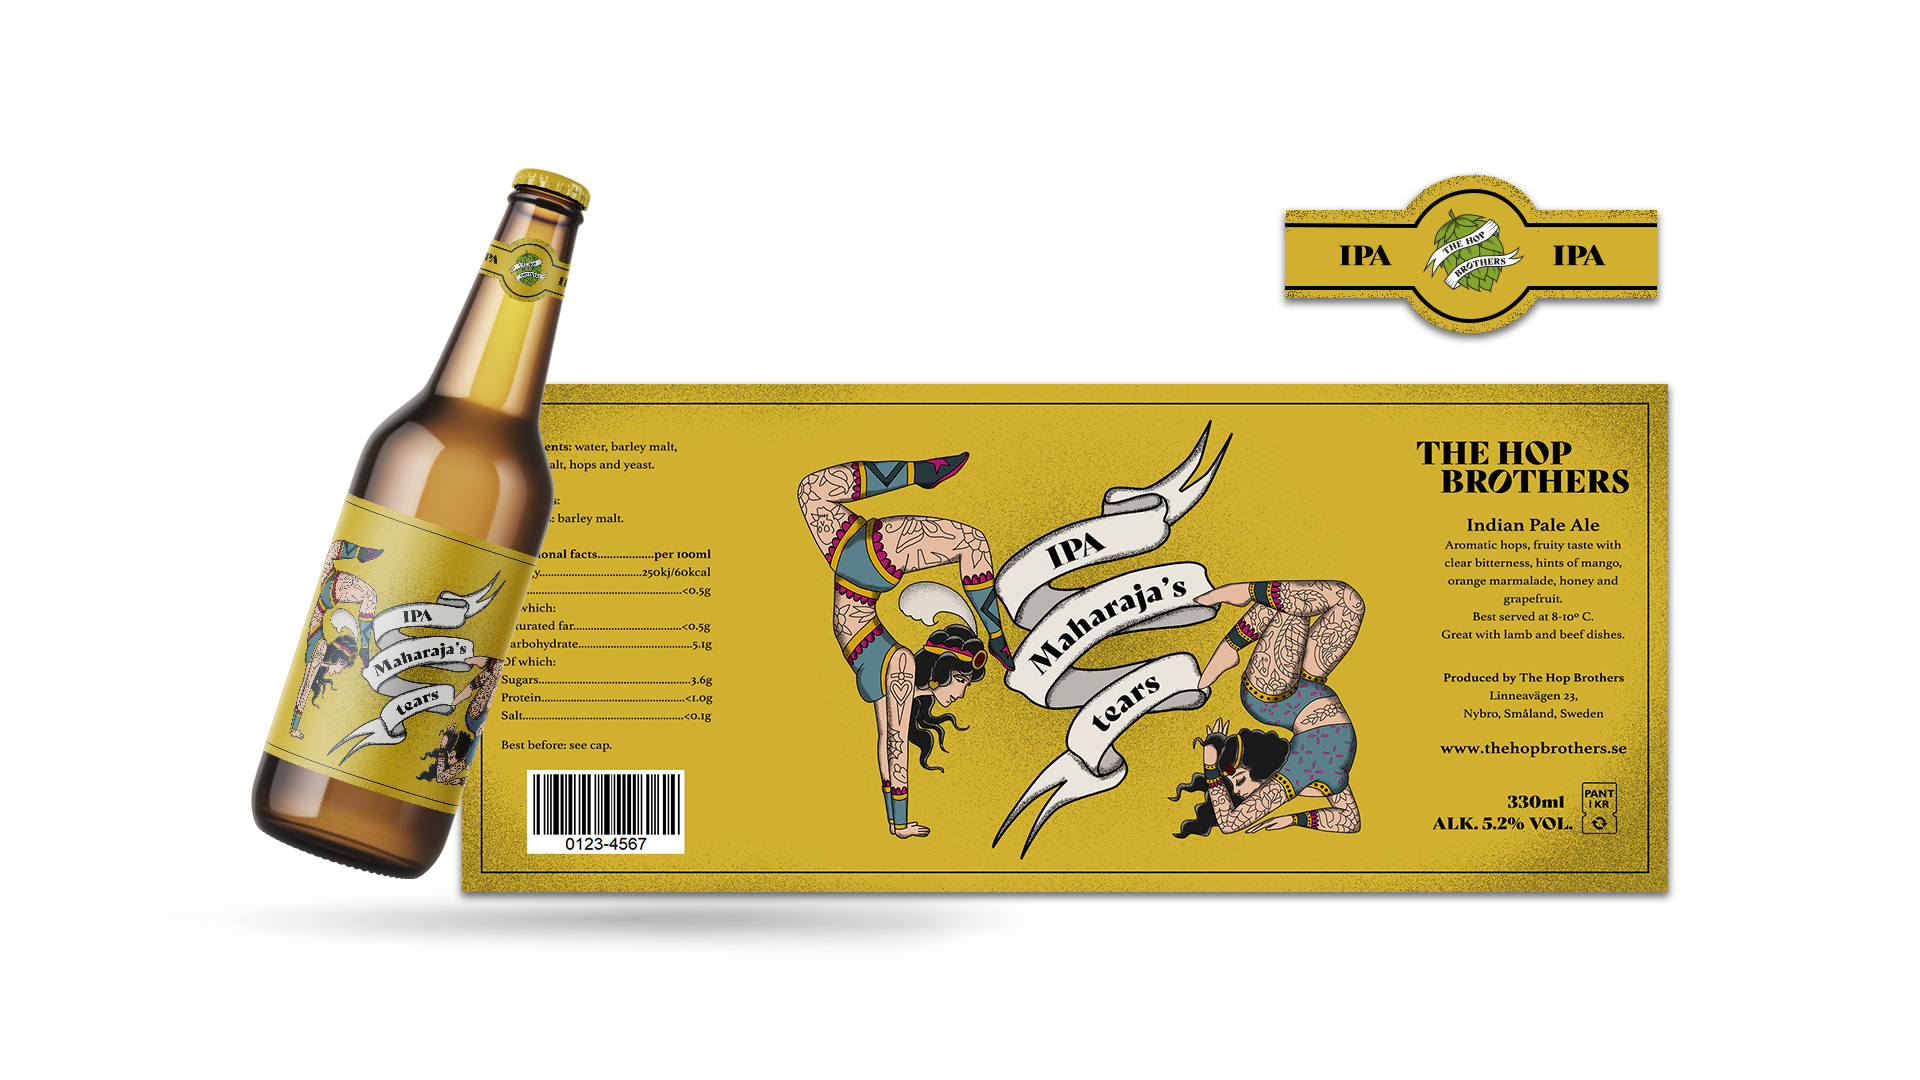 IPA
THE HOP
BROTHERS
IPA
IPA
IPA
Maharaja's
tears
ents: water, barley malt,
alt, hops and yeast.
s:
: barley malt.
ional facts..................per 100ml
y...................................250kj/60kcal
................................................<0.5g
which:
turated far.....................................<0.5g
arbohydrate.......................................5.1g
Of which:
Sugars....................................................3.6g
Protein.................................................<1.0g
Salt......................................................<0.1g
Best before: see cap.
0123-4567
IPA
Maharaja's
tears
THE HOP
BROTHERS
Indian Pale Ale
Aromatic hops, fruity taste with
clear bitterness, hints of mango,
orange marmalade, honey and
grapefruit.
Best served at 8-10º C.
Great with lamb and beef dishes.
Produced by The Hop Brothers
Linneavägen 23,
Nybro, Småland, Sweden
www.thehopbrothers.se
330ml
ALK. 5.2% VOL.
PANT
1 KR